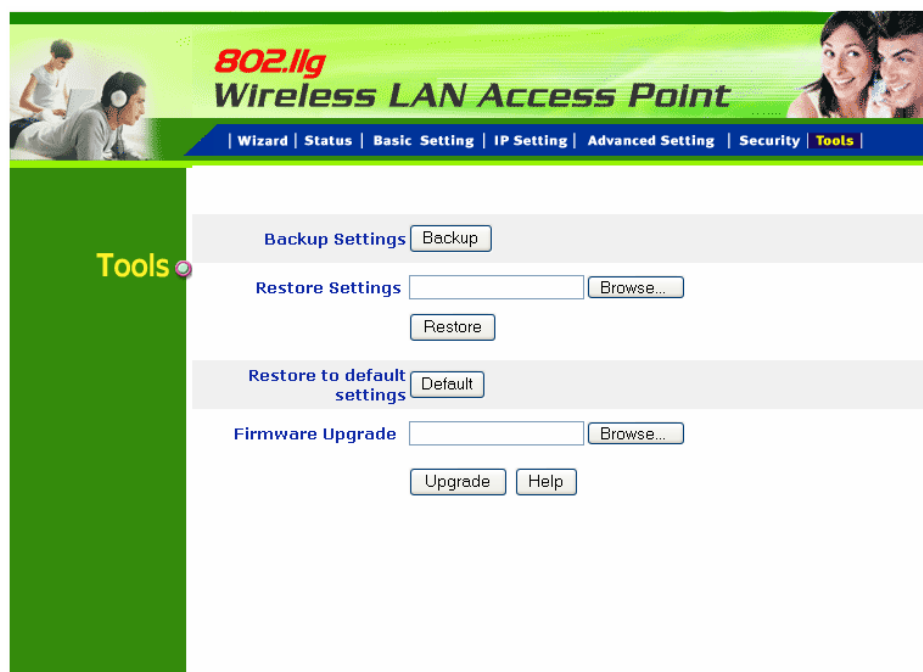 802.11g
Wireless LAN Access Point
| Wizard | Status | Basic Setting | IP Setting | Advanced Setting | Security | Tools |
Tools
Backup Settings Backup
Restore Settings Browse...
Restore
Restore to default
settings Default
Firmware Upgrade Browse...
Upgrade Help